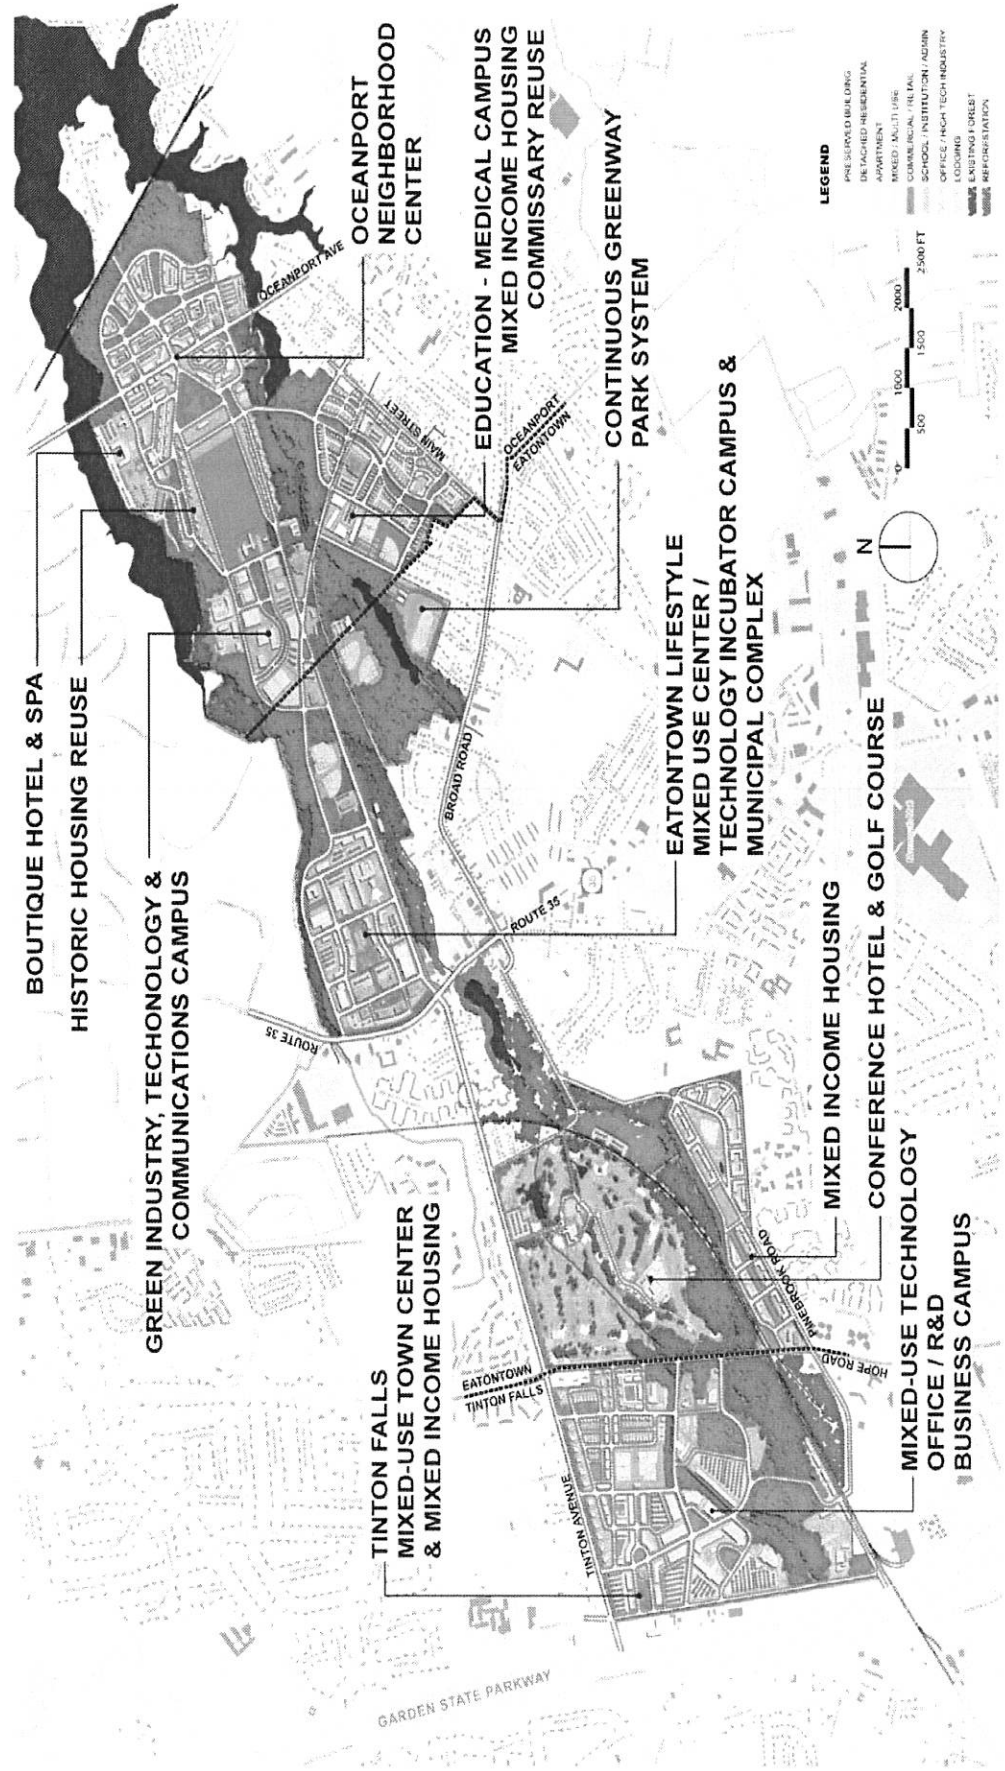 BOUTIQUE HOTEL & SPA
HISTORIC HOUSING REUSE
GREEN INDUSTRY, TECHONOLOGY &
COMMUNICATIONS CAMPUS
TINTON FALLS
MIXED-USE TOWN CENTER
& MIXED INCOME HOUSING
OCEANPORT
NEIGHBORHOOD
CENTER
EDUCATION - MEDICAL CAMPUS
MIXED INCOME HOUSING
COMMISSARY REUSE
CONTINUOUS GREENWAY
PARK SYSTEM
EATONTOWN LIFESTYLE
MIXED USE CENTER /
TECHNOLOGY INCUBATOR CAMPUS &
MUNICIPAL COMPLEX
MIXED INCOME HOUSING
CONFERENCE HOTEL & GOLF COURSE
MIXED-USE TECHNOLOGY
OFFICE / R&D
BUSINESS CAMPUS
OCEANPORT AVE
MAIN STREET
OCEANPORT
EATONTOWN
BROAD ROAD
ROUTE 35
ROUTE 35
35
EATONTOWN
TINTON FALLS
TINTON AVENUE
PINEBROOK ROAD
HOPE ROAD
GARDEN STATE PARKWAY
N
0
500
1000
1500
2000
2500 FT
LEGEND
PRESERVED BUILDING
DETACHED RESIDENTIAL
APARTMENT
MIXED / MULTI USE
COMMERCIAL / RETAIL
SCHOOL / INSTITUTION / ADMIN
OFFICE / HIGH TECH INDUSTRY
LODGING
EXISTING FOREST
REFORESTATION